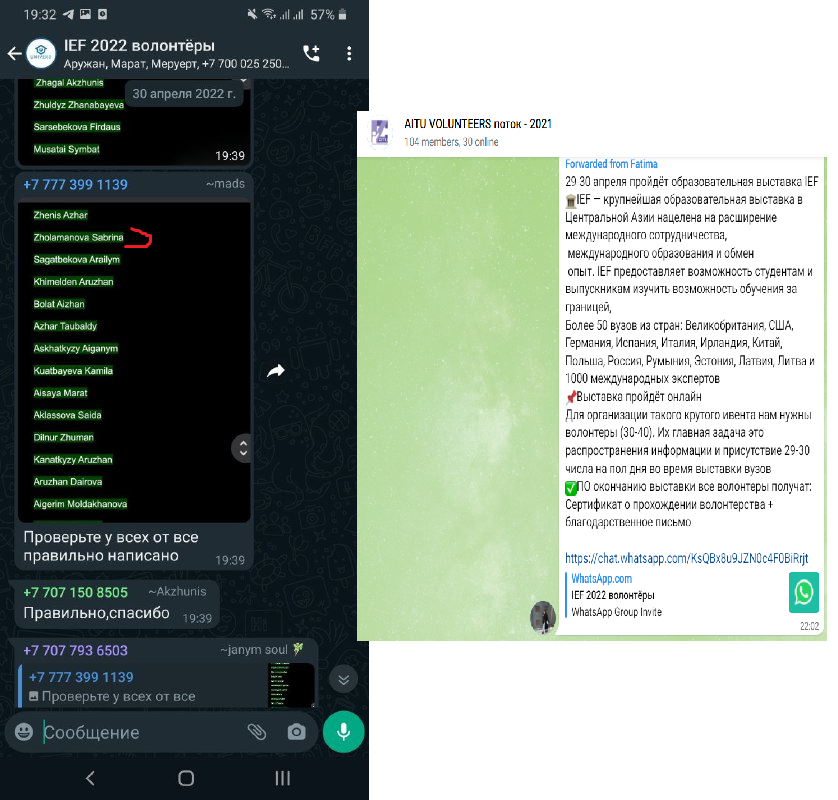 19:32
57%
IEF 2022 волонтёры
Аружан, Марат, Меруерт, +7 700 025 250...
Zhagal Akzhunis
30 апреля 2022 г.
Zhuldyz Zhanabayeva
Sarsebekova Firdaus
Musatai Symbat
19:39
+7 777 399 1139
~mads
Zhenis Azhar
Zholamanova Sabrina
Sagatbekova Arailym
Khimelden Aruzhan
Bolat Aizhan
Azhar Taubaldy
Askhatkyzy Aiganym
Kuatbayeva Kamila
Aisaya Marat
Aklassova Saida
Dilnur Zhuman
Kanatkyzy Aruzhan
Aruzhan Dairova
Aigerim Moldakhanova
Проверьте у всех от все
правильно написано
19:39
+7 707 150 8505
~Akzhunis
Правильно,спасибо
19:39
+7 707 793 6503
~janym soul
+7 777 399 1139
Проверьте у всех от все
Сообщение
AITU VOLUNTEERS поток - 2021
104 members, 30 online
Forwarded from Fatima
29-30 апреля пройдёт образовательная выставка IEF
IEF — крупнейшая образовательная выставка в
Центральной Азии нацелена на расширение
международного сотрудничества,
международного образования и обмен
опыт. IEF предоставляет возможность студентам и
выпускникам изучить возможность обучения за
границей,
Более 50 вузов из стран: Великобритания, США,
Германия, Испания, Италия, Ирландия, Китай,
Польша, Россия, Румыния, Эстония, Латвия, Литва и
1000 международных экспертов
Выставка пройдёт онлайн
Для организации такого крутого ивента нам нужны
волонтеры (30-40). Их главная задача это
распространения информации и присутствие 29-30
числа на пол дня во время выставки вузов
ПО окончанию выставки все волонтеры получат:
Сертификат о прохождении волонтерства +
благодарственное письмо
https://chat.whatsapp.com/KsQBx8u9JZN0c4F0BiRrjt
WhatsApp.com
IEF 2022 волонтёры
WhatsApp Group Invite
22:02